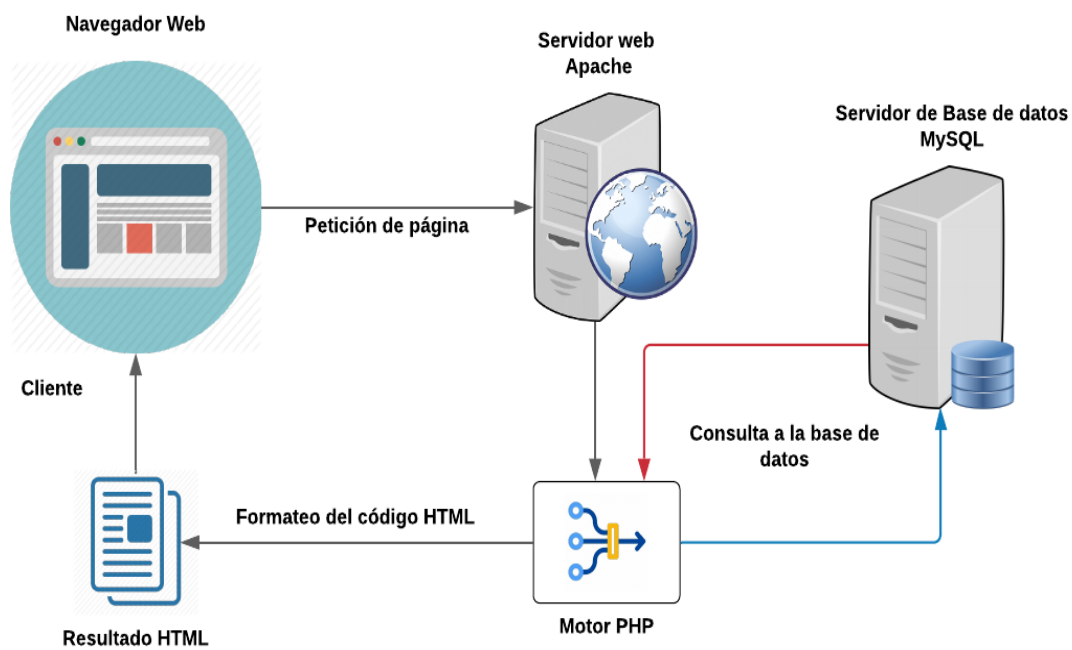 Navegador Web
Servidor web
Apache
Servidor de Base de datos
MySQL
Petición de página
Cliente
Consulta a la base de
datos
Formateo del código HTML
Resultado HTML
Motor PHP